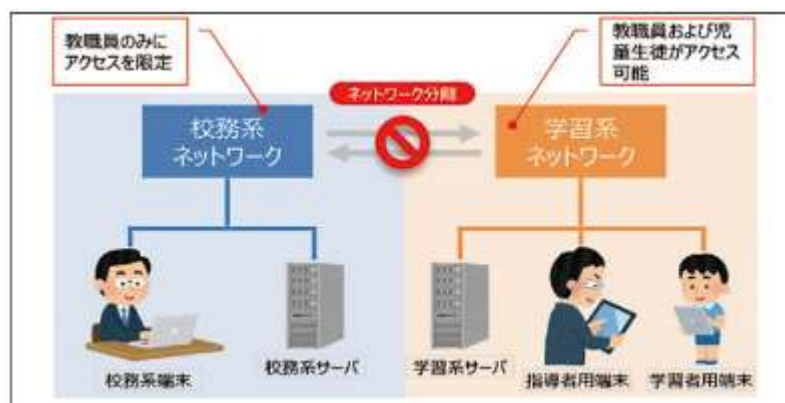 教職員のみに
アクセスを限定
教職員および児
童生徒がアクセス
可能
ネットワーク分離
校務系
ネットワーク
学習系
ネットワーク
校務系端末
校務系サーバ
学習系サーバ
指導者用端末
学習者用端末